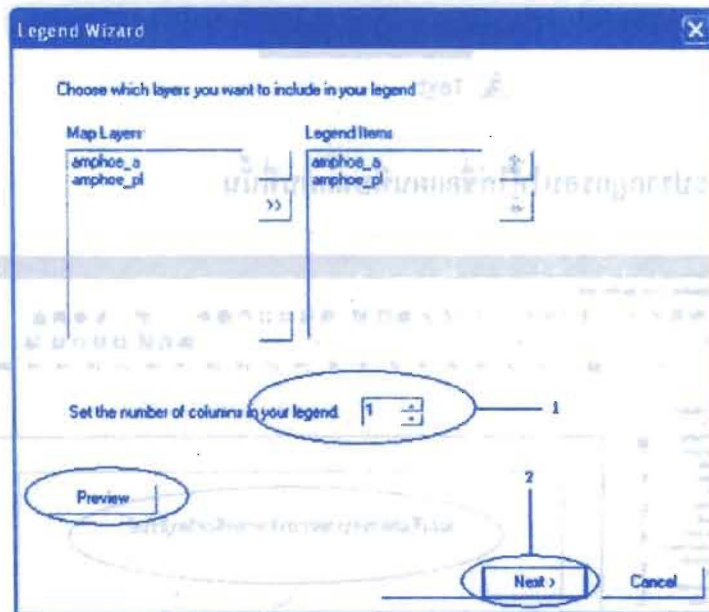 Legend Wizard
Choose which layers you want to include in your legend
Map Layers
Legend Items
amphoe_a
amphoe_pl
amphoe_a
amphoe_pl
>>
Set the number of columns in your legend. 1
1
Preview
2
Next >
Cancel